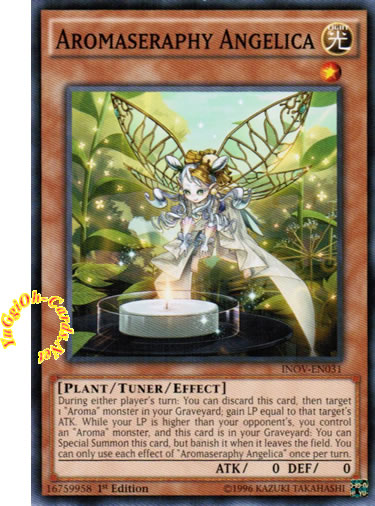 AROMASERAPHY ANGELICA
LIGHT
光
YuGiOh-Cards.Net
INOV-EN031
[PLANT/TUNER/EFFECT]
During either player's turn: You can discard this card, then target
1 "Aroma" monster in your Graveyard; gain LP equal to that target's
ATK. While your LP is higher than your opponent's, you control
an "Aroma" monster, and this card is in your Graveyard: You can
Special Summon this card, but banish it when it leaves the field. You
can only use each effect of "Aromaseraphy Angelica" once per turn.
ATK/ 0 DEF/ 0
16759958 1st Edition ©1996 KAZUKI TAKAHASHI